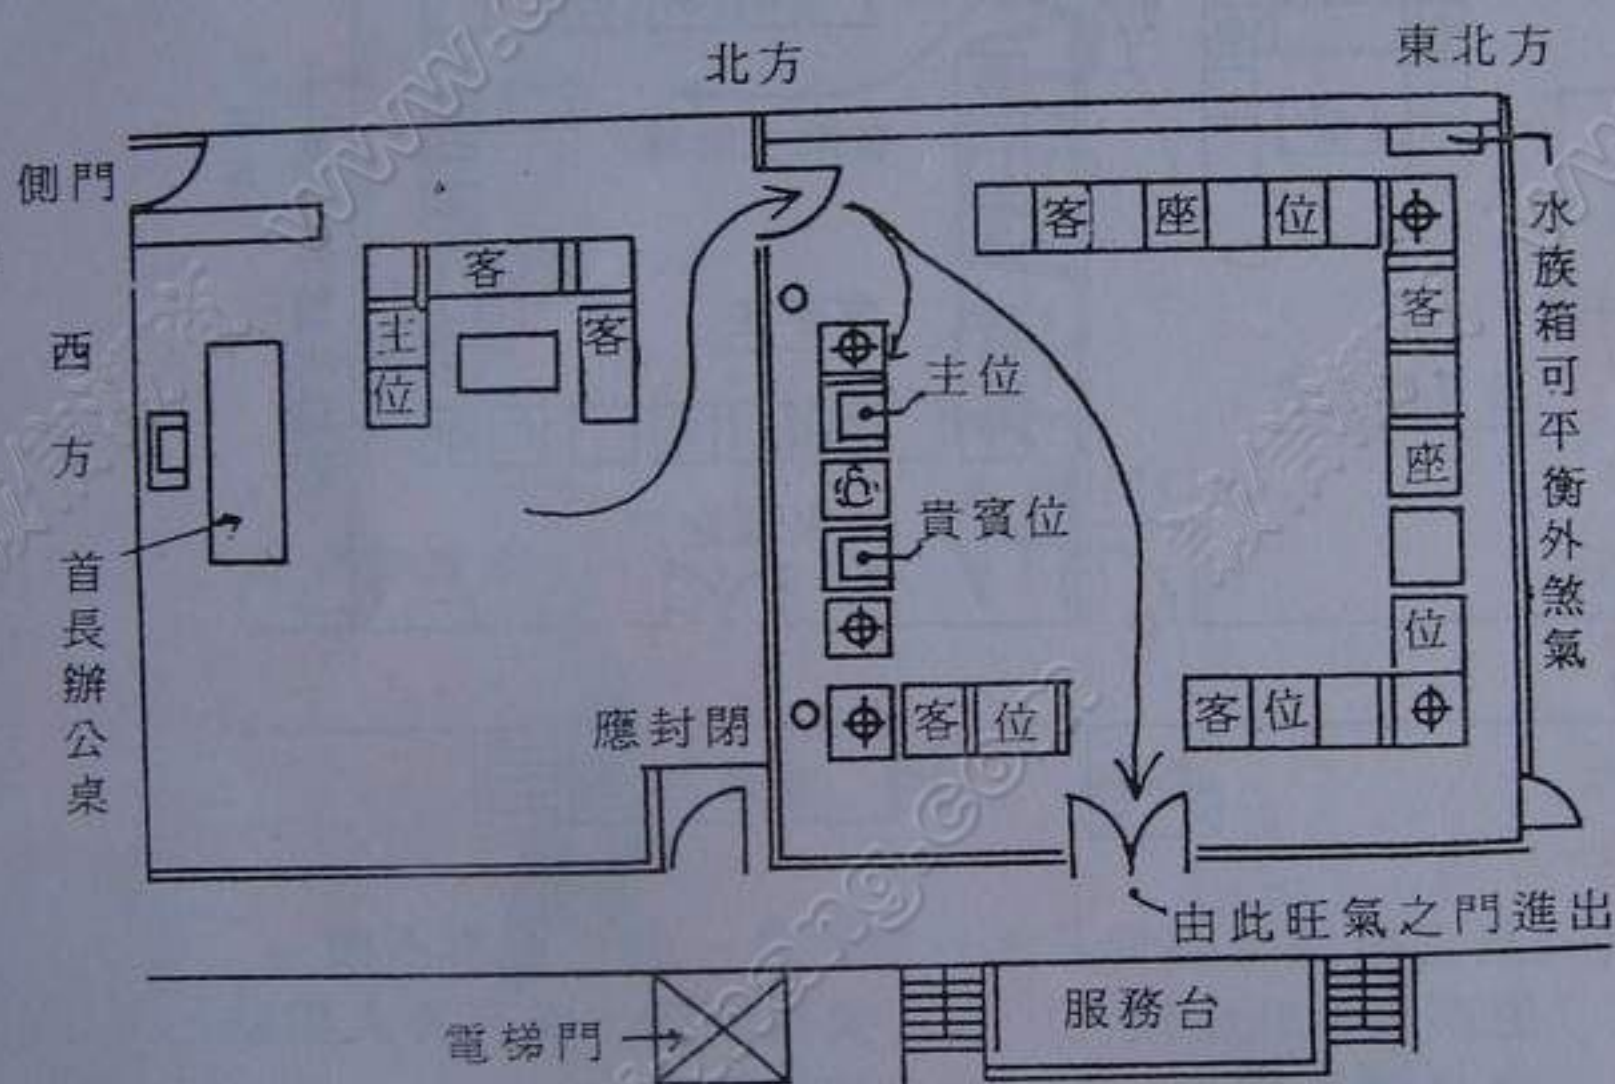 北方
東北方
側門
水族箱可平衡外煞氣
客座位
客
主位
客
西方
首長辦公桌
主位
貴賓位
客座位
客位
客位
應封閉
由此旺氣之門進出
電梯門
服務台